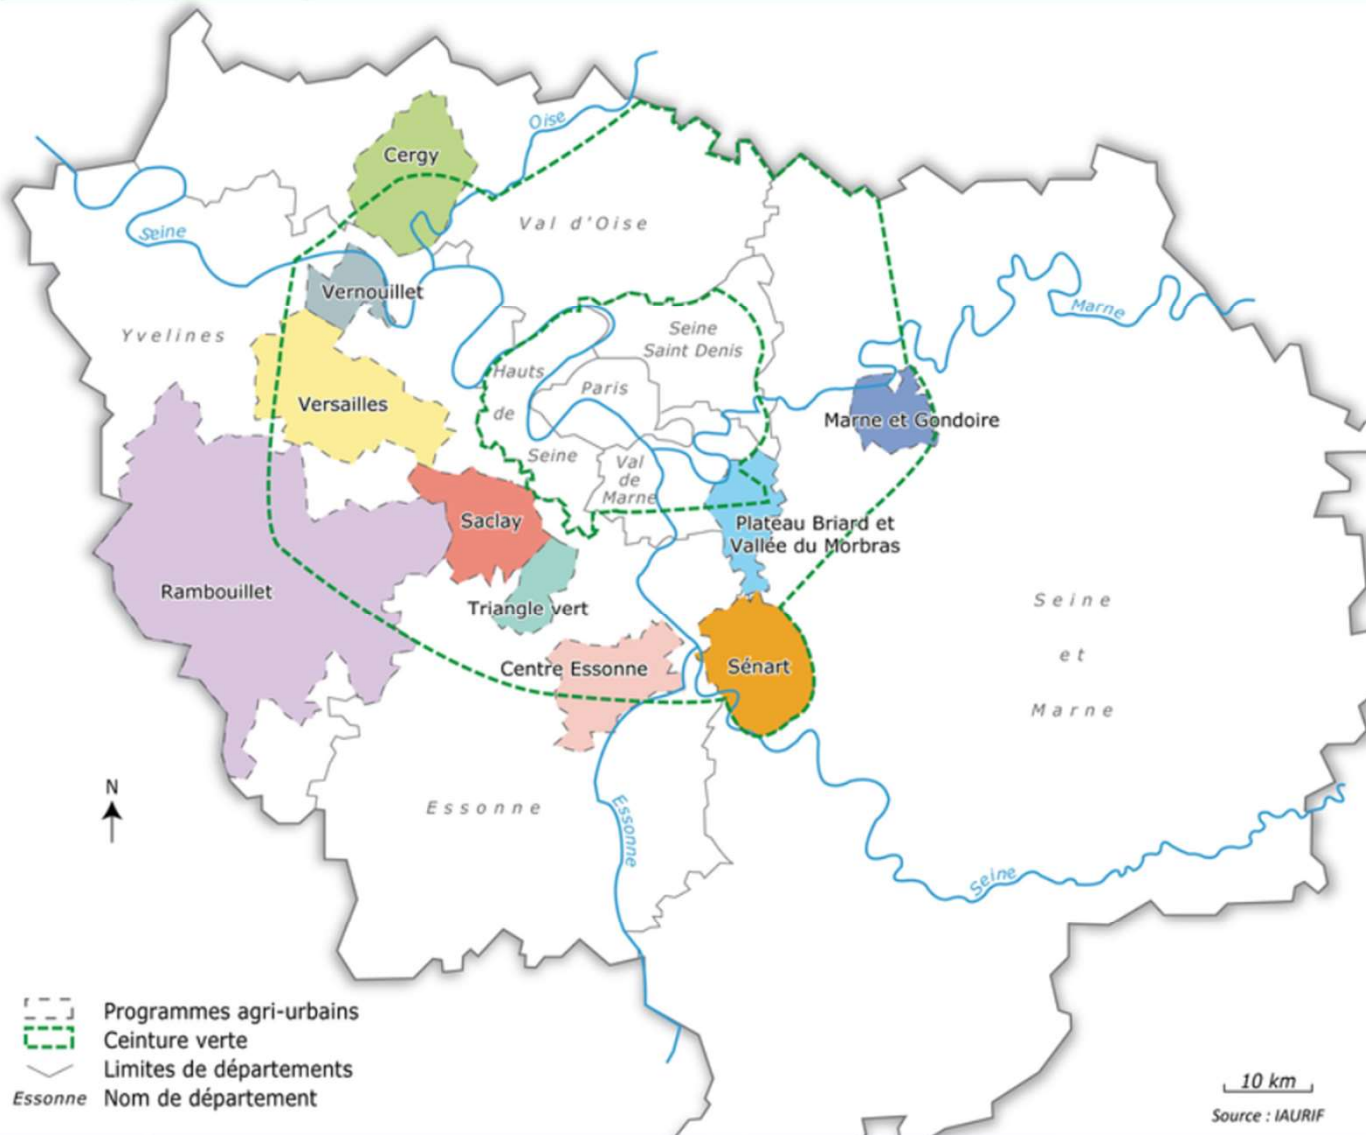 Cergy
Oise
Val d'Oise
Seine
Vernouillet
Yvelines
Marne
Seine
Saint Denis
Hauts
de
Seine
Paris
Versailles
Marne et Gondoire
Val
de
Marne
Saclay
Plateau Briard et
Vallée du Morbras
Rambouillet
Triangle vert
Seine
et
Marne
Centre Essonne
Sénart
N
Essonne
Essonne
Seine
Programmes agri-urbains
Ceinture verte
Limites de départements
Essonne Nom de département
10 km
Source : IAURIF